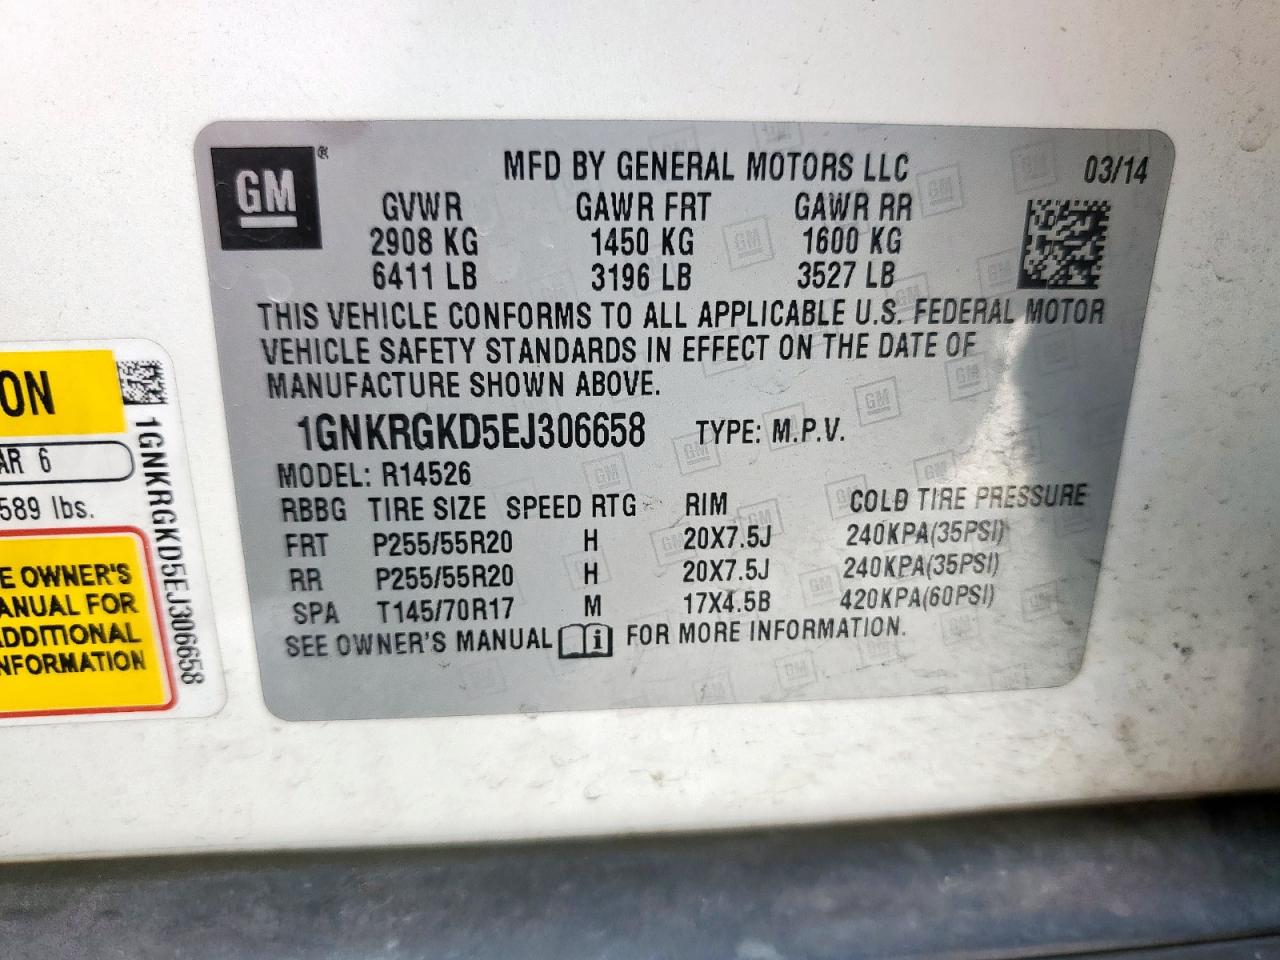 GM ®
MFD BY GENERAL MOTORS LLC 03/14
GVWR GAWR FRT GAWR RR
2908 KG 1450 KG 1600 KG
6411 LB 3196 LB 3527 LB
THIS VEHICLE CONFORMS TO ALL APPLICABLE U.S. FEDERAL MOTOR
VEHICLE SAFETY STANDARDS IN EFFECT ON THE DATE OF
MANUFACTURE SHOWN ABOVE.
1GNKRGKD5EJ306658 TYPE: M.P.V.
MODEL: R14526
RBBG TIRE SIZE SPEED RTG RIM COLD TIRE PRESSURE
FRT P255/55R20 H 20X7.5J 240KPA(35PSI)
RR P255/55R20 H 20X7.5J 240KPA(35PSI)
SPA T145/70R17 M 17X4.5B 420KPA(60PSI)
SEE OWNER'S MANUAL i FOR MORE INFORMATION.
ON
AR 6
589 lbs.
E OWNER'S
ANUAL FOR
ADDITIONAL
NFORMATION
1GNKRGKD5EJ306658